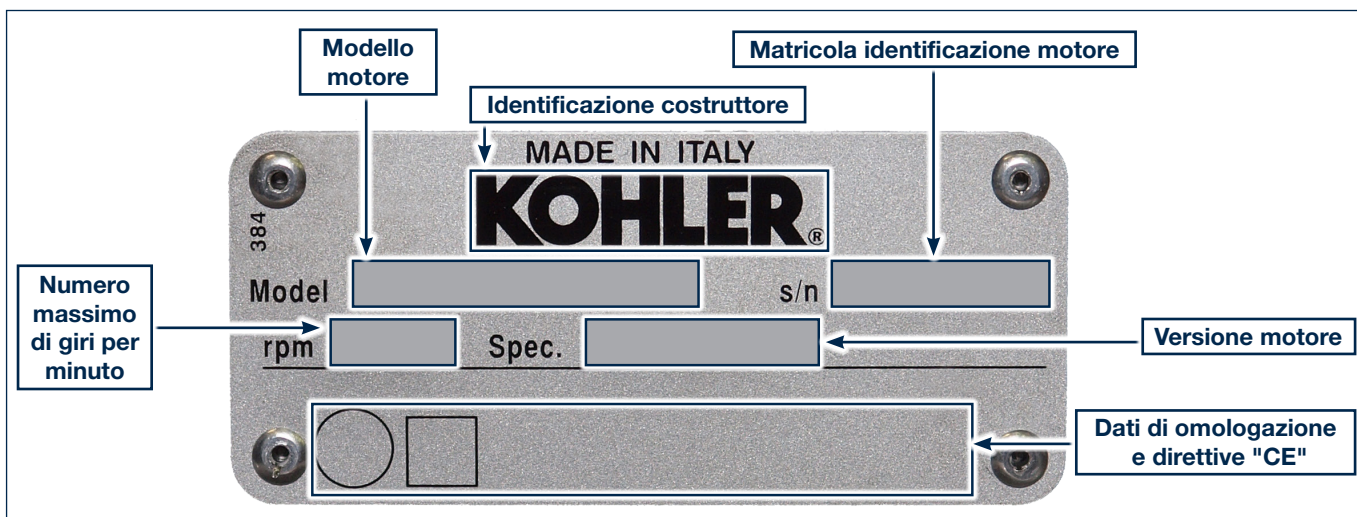 Modello
motore
Matricola identificazione motore
Identificazione costruttore
MADE IN ITALY
KOHLER®
384
Model
s/n
Numero
massimo
di giri per
minuto
rpm
Spec.
Versione motore
Dati di omologazione
e direttive "CE"